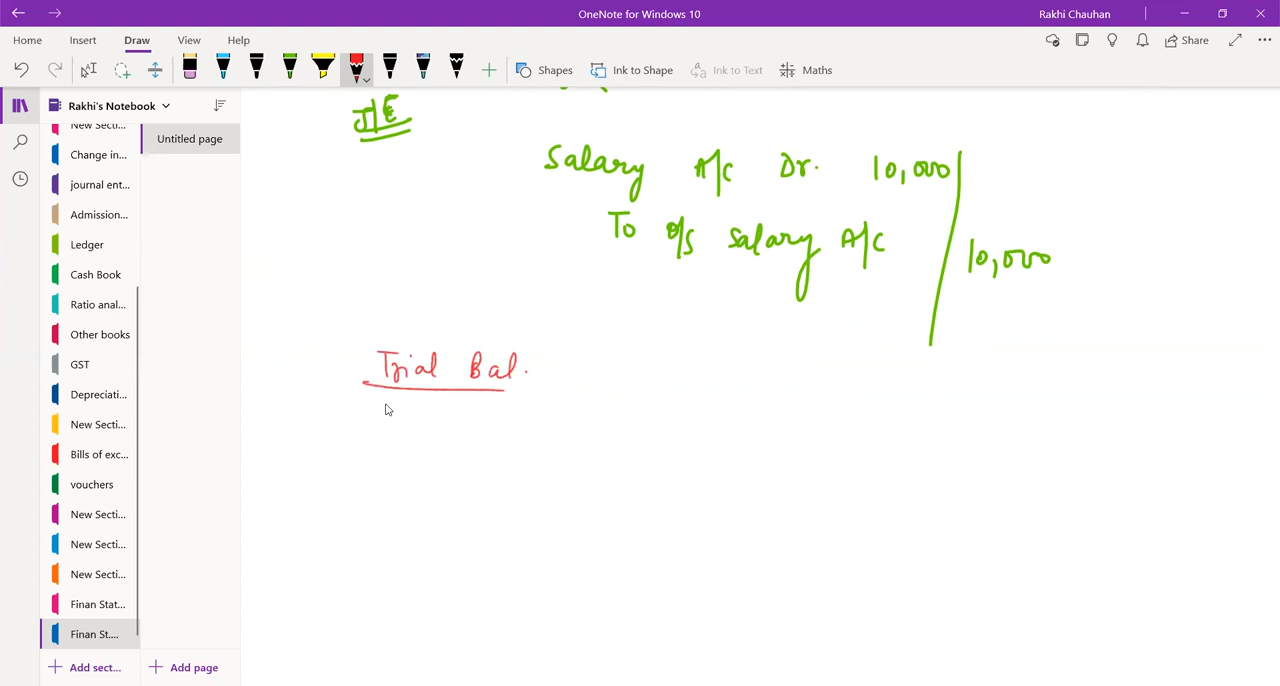 OneNote for Windows 10
Rakhi Chauhan
Home Insert Draw View Help
Share
Shapes
Ink to Shape
Ink to Text
Maths
Rakhi's Notebook
New Secti...
Change in...
journal ent...
Admission...
Ledger
Cash Book
Ratio anal...
Other books
GST
Depreciati...
New Secti...
Bills of exc...
vouchers
New Secti...
New Secti...
New Secti...
Finan Stat...
Finan St....
Add sect...
Untitled page
Add page
J/E
Salary A/c Dr. 10,000
To O/S Salary A/c 10,000
Trial Bal.